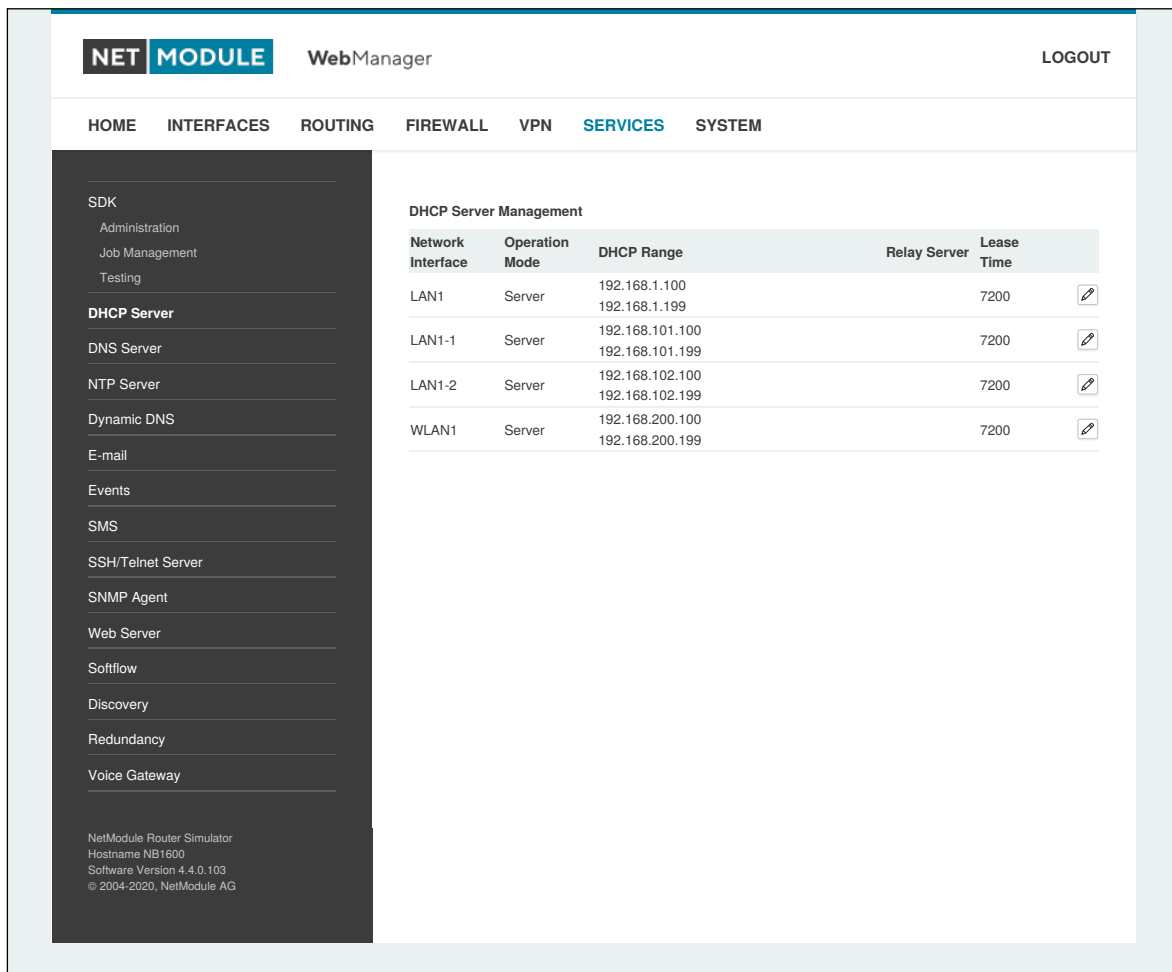 NET MODULE WebManager LOGOUT
HOME INTERFACES ROUTING FIREWALL VPN SERVICES SYSTEM
SDK
Administration
Job Management
Testing
DHCP Server
DNS Server
NTP Server
Dynamic DNS
E-mail
Events
SMS
SSH/Telnet Server
SNMP Agent
Web Server
Softflow
Discovery
Redundancy
Voice Gateway
NetModule Router Simulator
Hostname NB1600
Software Version 4.4.0.103
© 2004-2020, NetModule AG
DHCP Server Management
Network Interface Operation Mode DHCP Range Relay Server Lease Time
LAN1 Server 192.168.1.100 7200
192.168.1.199
LAN1-1 Server 192.168.101.100 7200
192.168.101.199
LAN1-2 Server 192.168.102.100 7200
192.168.102.199
WLAN1 Server 192.168.200.100 7200
192.168.200.199